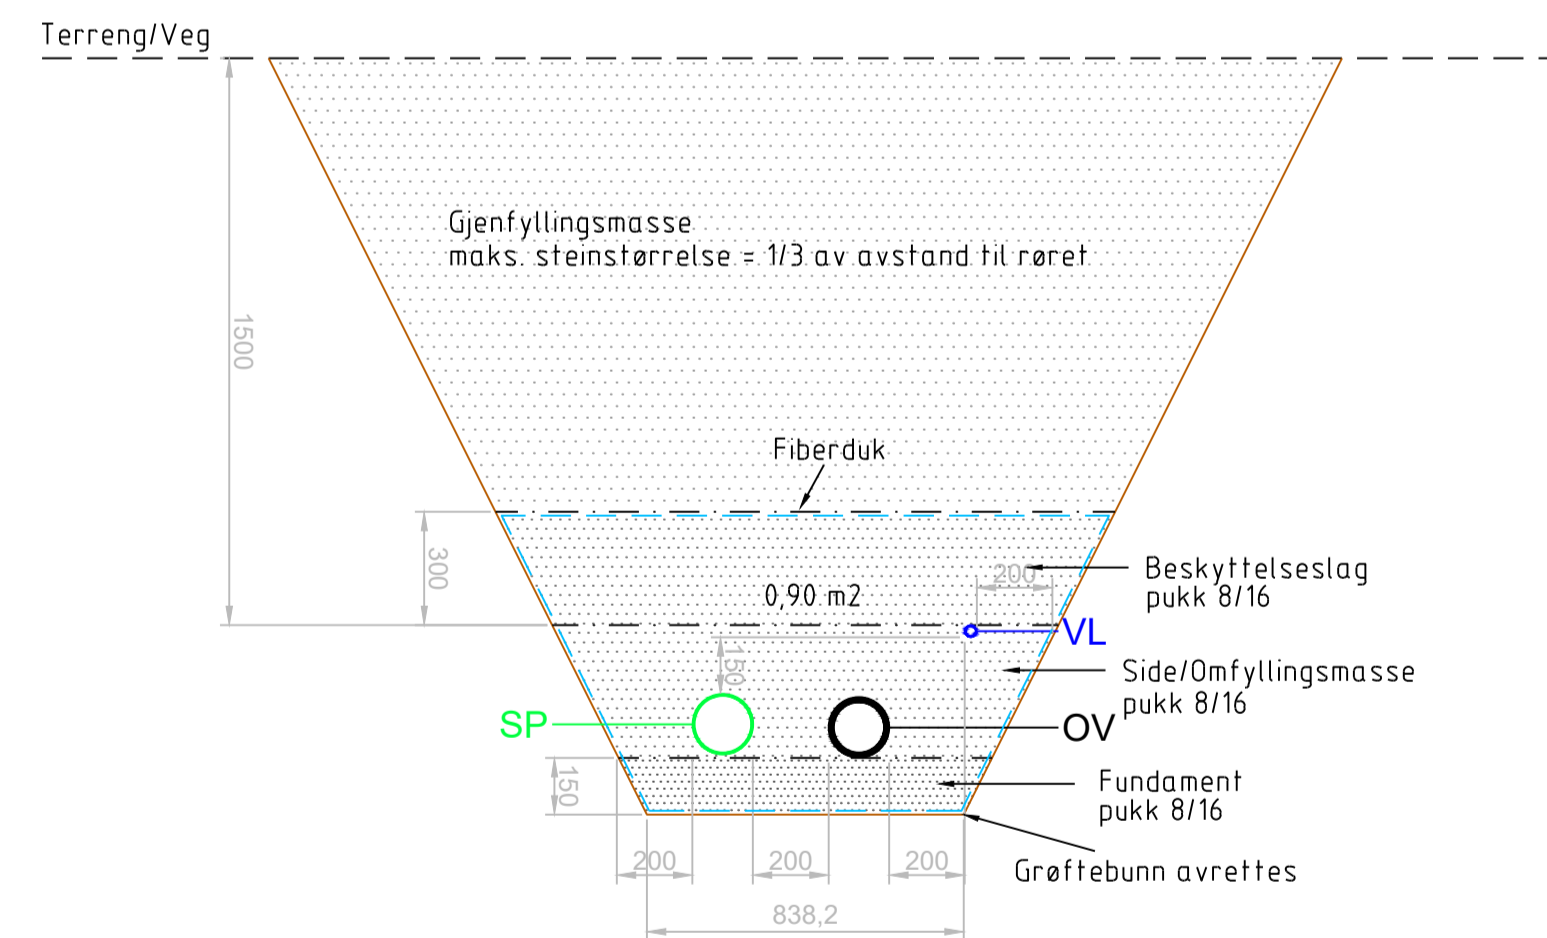 Terreng/Veg
Gjenfyllingsmasse
maks. steinstørrelse = 1/3 av avstand til røret
1500
Fiberduk
300
200
Beskyttelseslag
pukk 8/16
0,90 m2
VL
150
Side/Omfyllingsmasse
pukk 8/16
SP
OV
150
Fundament
pukk 8/16
200
200
200
Grøftebunn avrettes
838,2